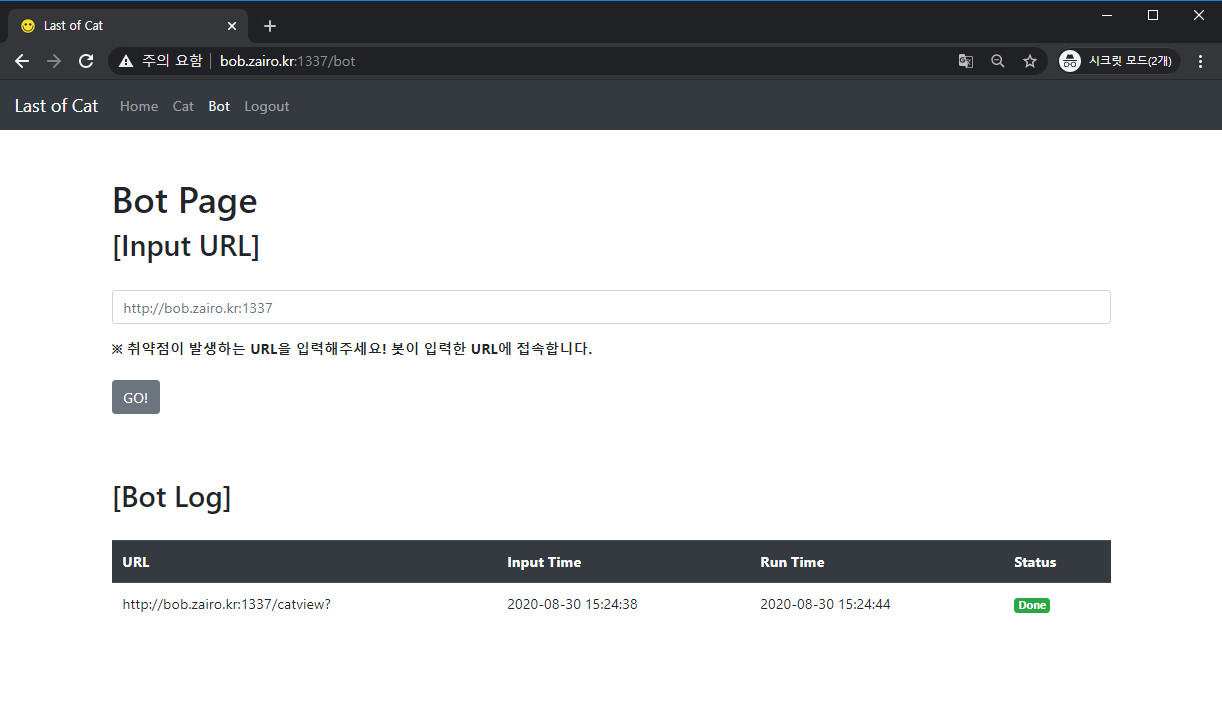 Last of Cat
주의 요함 bob.zairo.kr:1337/bot
시크릿 모드(2개)
Last of Cat Home Cat Bot Logout
Bot Page
[Input URL]
http://bob.zairo.kr:1337
※ 취약점이 발생하는 URL을 입력해주세요! 봇이 입력한 URL에 접속합니다.
GO!
[Bot Log]
URL Input Time Run Time Status
http://bob.zairo.kr:1337/catview? 2020-08-30 15:24:38 2020-08-30 15:24:44 Done